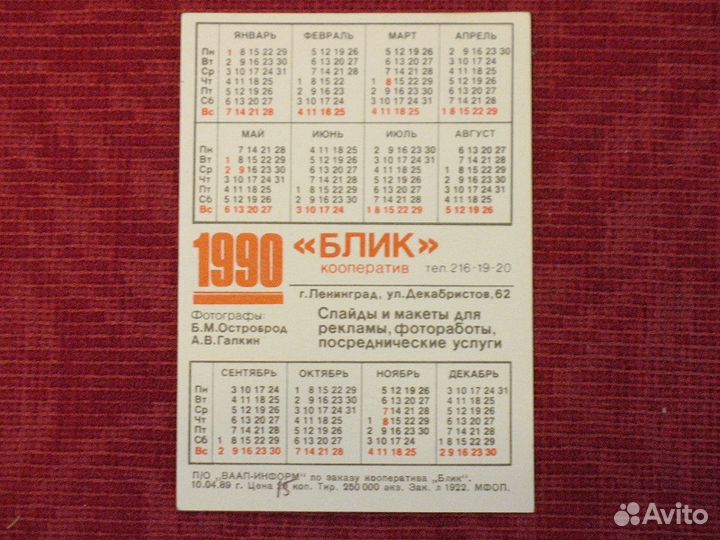 ЯНВАРЬ ФЕВРАЛЬ МАРТ АПРЕЛЬ
Пн 1 8 15 22 29 5 12 19 26 5 12 19 26 2 9 16 23 30
Вт 2 9 16 23 30 6 13 20 27 6 13 20 27 3 10 17 24
Ср 3 10 17 24 31 7 14 21 28 7 14 21 28 4 11 18 25
Чт 4 11 18 25 1 8 15 22 1 8 15 22 29 5 12 19 26
Пт 5 12 19 26 2 9 16 23 2 9 16 23 30 6 13 20 27
Сб 6 13 20 27 3 10 17 24 3 10 17 24 31 7 14 21 28
Вс 7 14 21 28 4 11 18 25 4 11 18 25 1 8 15 22 29
МАЙ ИЮНЬ ИЮЛЬ АВГУСТ
Пн 7 14 21 28 4 11 18 25 2 9 16 23 30 6 13 20 27
Вт 1 8 15 22 29 5 12 19 26 3 10 17 24 31 7 14 21 28
Ср 2 9 16 23 30 6 13 20 27 4 11 18 25 1 8 15 22 29
Чт 3 10 17 24 31 7 14 21 28 5 12 19 26 2 9 16 23 30
Пт 4 11 18 25 1 8 15 22 29 6 13 20 27 3 10 17 24 31
Сб 5 12 19 26 2 9 16 23 30 7 14 21 28 4 11 18 25
Вс 6 13 20 27 3 10 17 24 1 8 15 22 29 5 12 19 26
1990 «БЛИК»
кооператив тел. 216-19-20
г. Ленинград, ул. Декабристов, 62
Фотографы:
Б.М.Остроброд
А.В.Галкин
Слайды и макеты для
рекламы, фотоработы,
посреднические услуги
СЕНТЯБРЬ ОКТЯБРЬ НОЯБРЬ ДЕКАБРЬ
Пн 3 10 17 24 1 8 15 22 29 5 12 19 26 3 10 17 24 31
Вт 4 11 18 25 2 9 16 23 30 6 13 20 27 4 11 18 25
Ср 5 12 19 26 3 10 17 24 31 7 14 21 28 5 12 19 26
Чт 6 13 20 27 4 11 18 25 1 8 15 22 29 6 13 20 27
Пт 7 14 21 28 5 12 19 26 2 9 16 23 30 7 14 21 28
Сб 1 8 15 22 29 6 13 20 27 3 10 17 24 1 8 15 22 29
Вс 2 9 16 23 30 7 14 21 28 4 11 18 25 2 9 16 23 30
П/О "ВААП-ИНФОРМ" по заказу кооператива "Блик".
10.04.89 г. Цена 15 коп. Тир. 250 000 экз. Зак. л 1922. МФОП.
Avito